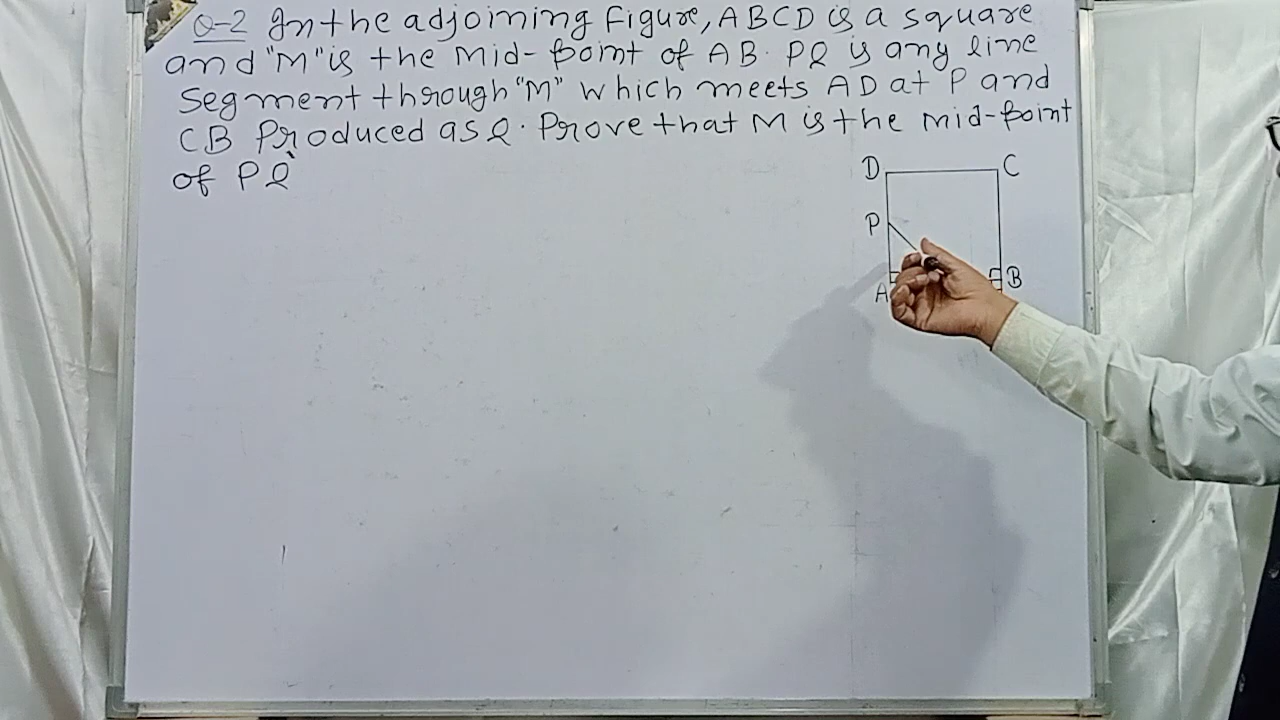 Q-2 In the adjoining Figure, ABCD is a square
and "M" is the Mid-Point of AB. PQ is any line
Segment through "M" which meets AD at P and
CB Produced as Q. Prove that M is the mid-point
of PQ
D C
P
A B